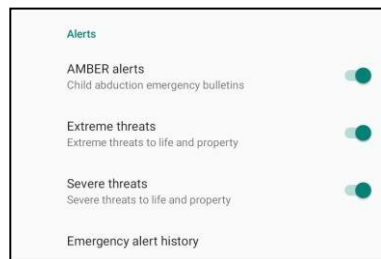 Alerts
AMBER alerts
Child abduction emergency bulletins
Extreme threats
Extreme threats to life and property
Severe threats
Severe threats to life and property
Emergency alert history